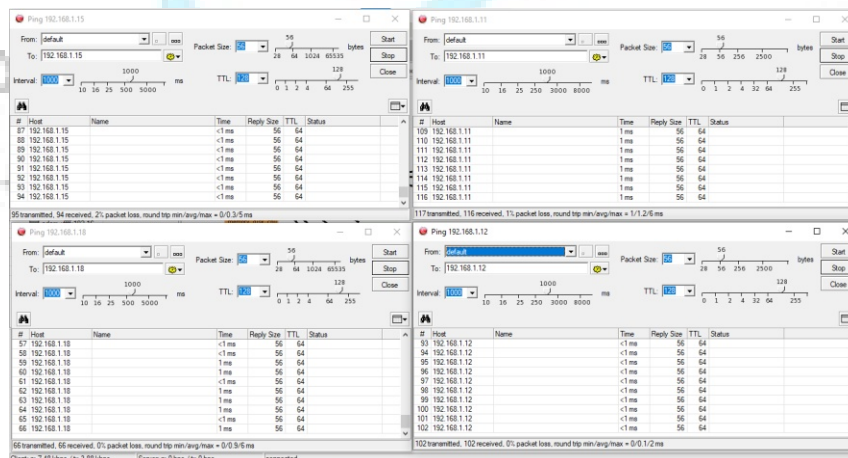 Ping 192.168.1.15
From: default
To: 192.168.1.15
Packet Size: 56 bytes
56
28 64 1024 65535
Interval: 1000 ms
1000
10 16 25 500 5000
TTL: 128
128
0 1 2 4 64 255
Start
Stop
Close
# Host Name Time Reply Size TTL Status
87 192.168.1.15 <1 ms 56 64
88 192.168.1.15 <1 ms 56 64
89 192.168.1.15 <1 ms 56 64
90 192.168.1.15 <1 ms 56 64
91 192.168.1.15 <1 ms 56 64
92 192.168.1.15 <1 ms 56 64
93 192.168.1.15 <1 ms 56 64
94 192.168.1.15 <1 ms 56 64
95 transmitted, 94 received, 2% packet loss, round trip min/avg/max = 0/0.3/5 ms
Ping 192.168.1.11
From: default
To: 192.168.1.11
Packet Size: 56 bytes
56
28 56 256 2500
Interval: 1000 ms
1000
10 16 25 250 3000 8000
TTL: 128
128
0 1 2 4 32 64 255
Start
Stop
Close
# Host Name Time Reply Size TTL Status
109 192.168.1.11 1 ms 56 64
110 192.168.1.11 1 ms 56 64
111 192.168.1.11 1 ms 56 64
112 192.168.1.11 1 ms 56 64
113 192.168.1.11 1 ms 56 64
114 192.168.1.11 1 ms 56 64
115 192.168.1.11 1 ms 56 64
116 192.168.1.11 1 ms 56 64
117 transmitted, 116 received, 1% packet loss, round trip min/avg/max = 1/1.2/6 ms
Ping 192.168.1.18
From: default
To: 192.168.1.18
Packet Size: 56 bytes
56
28 64 1024 65535
Interval: 1000 ms
1000
10 16 25 500 5000
TTL: 128
128
0 1 2 4 64 255
Start
Stop
Close
# Host Name Time Reply Size TTL Status
57 192.168.1.18 <1 ms 56 64
58 192.168.1.18 <1 ms 56 64
59 192.168.1.18 1 ms 56 64
60 192.168.1.18 1 ms 56 64
61 192.168.1.18 <1 ms 56 64
62 192.168.1.18 1 ms 56 64
63 192.168.1.18 1 ms 56 64
64 192.168.1.18 1 ms 56 64
65 192.168.1.18 <1 ms 56 64
66 192.168.1.18 1 ms 56 64
66 transmitted, 66 received, 0% packet loss, round trip min/avg/max = 0/0.9/6 ms
Ping 192.168.1.12
From: default
To: 192.168.1.12
Packet Size: 56 bytes
56
28 56 256 2500
Interval: 1000 ms
1000
10 16 25 250 3000 8000
TTL: 128
128
0 1 2 4 32 64 255
Start
Stop
Close
# Host Name Time Reply Size TTL Status
93 192.168.1.12 <1 ms 56 64
94 192.168.1.12 <1 ms 56 64
95 192.168.1.12 <1 ms 56 64
96 192.168.1.12 <1 ms 56 64
97 192.168.1.12 <1 ms 56 64
98 192.168.1.12 <1 ms 56 64
99 192.168.1.12 <1 ms 56 64
100 192.168.1.12 <1 ms 56 64
101 192.168.1.12 <1 ms 56 64
102 192.168.1.12 <1 ms 56 64
102 transmitted, 102 received, 0% packet loss, round trip min/avg/max = 0/0.1/2 ms